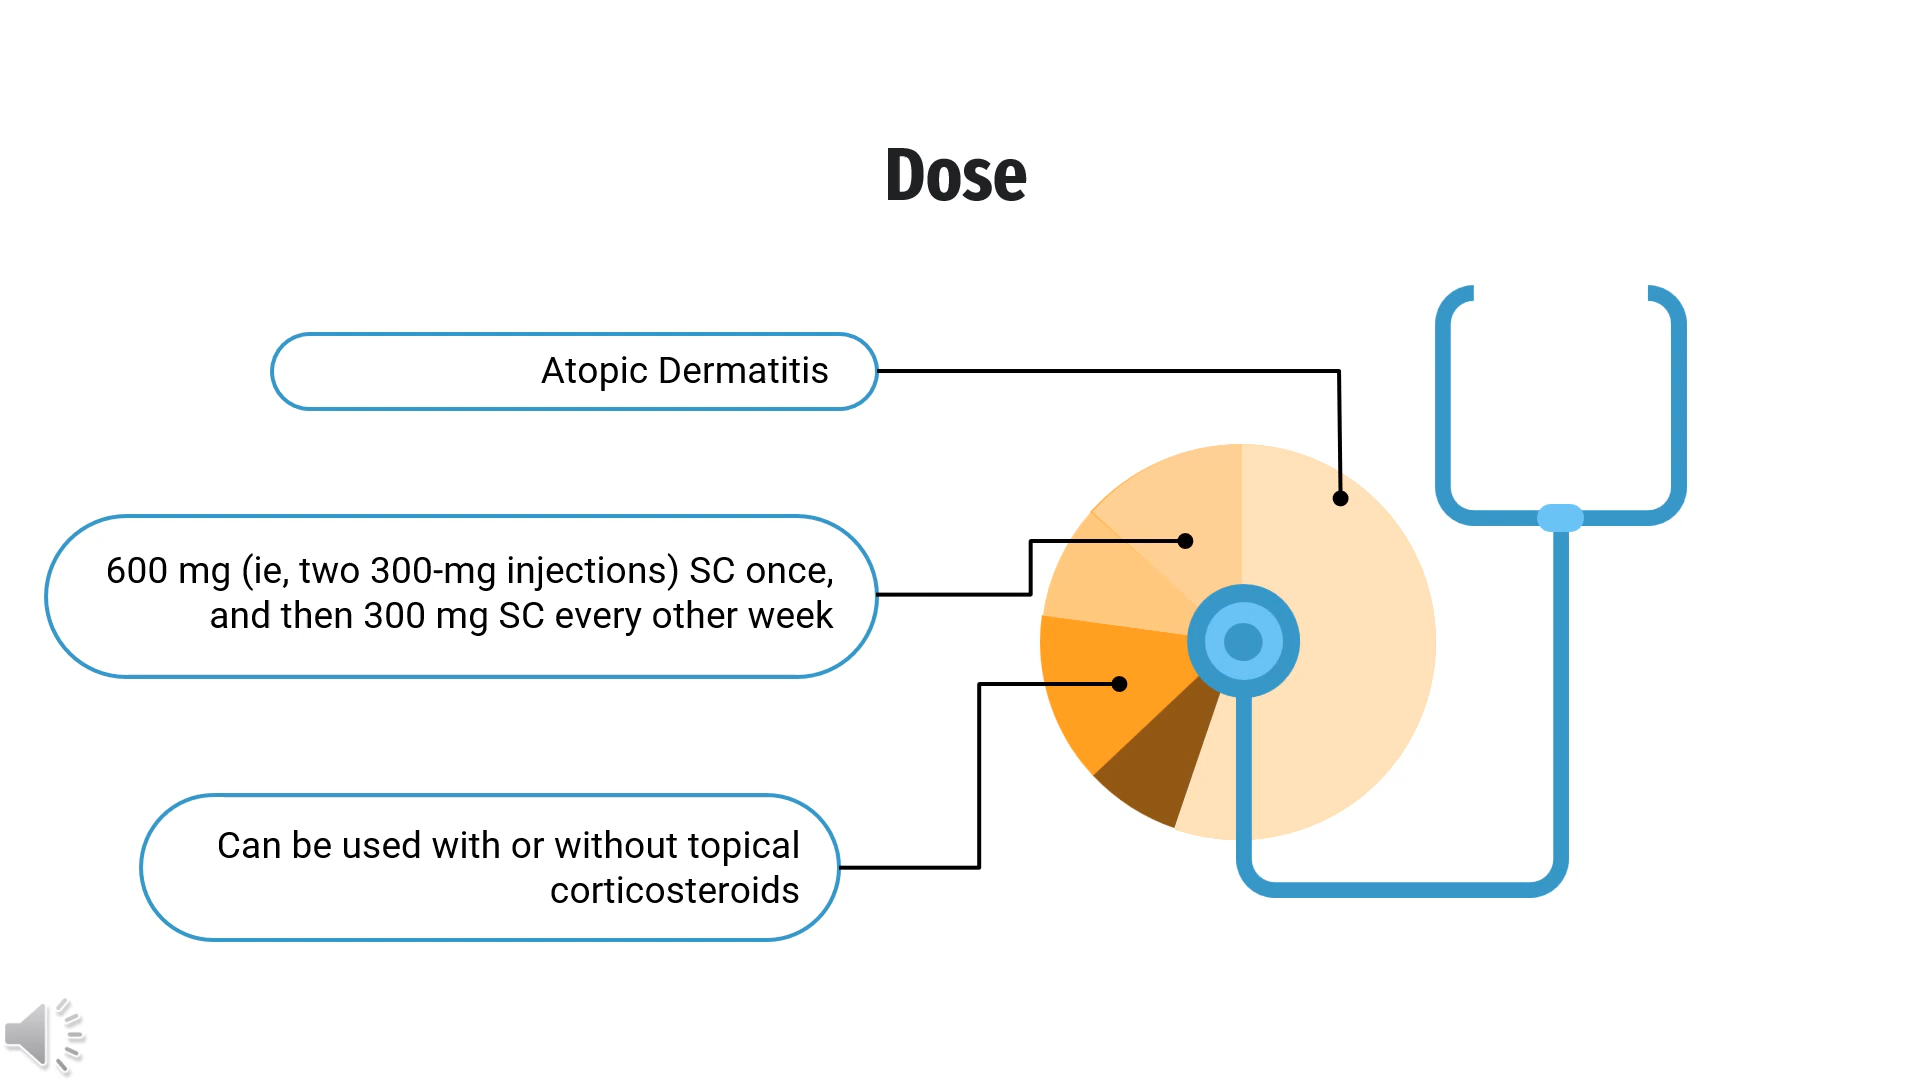 Dose
Atopic Dermatitis
600 mg (ie, two 300-mg injections) SC once,
and then 300 mg SC every other week
Can be used with or without topical
corticosteroids